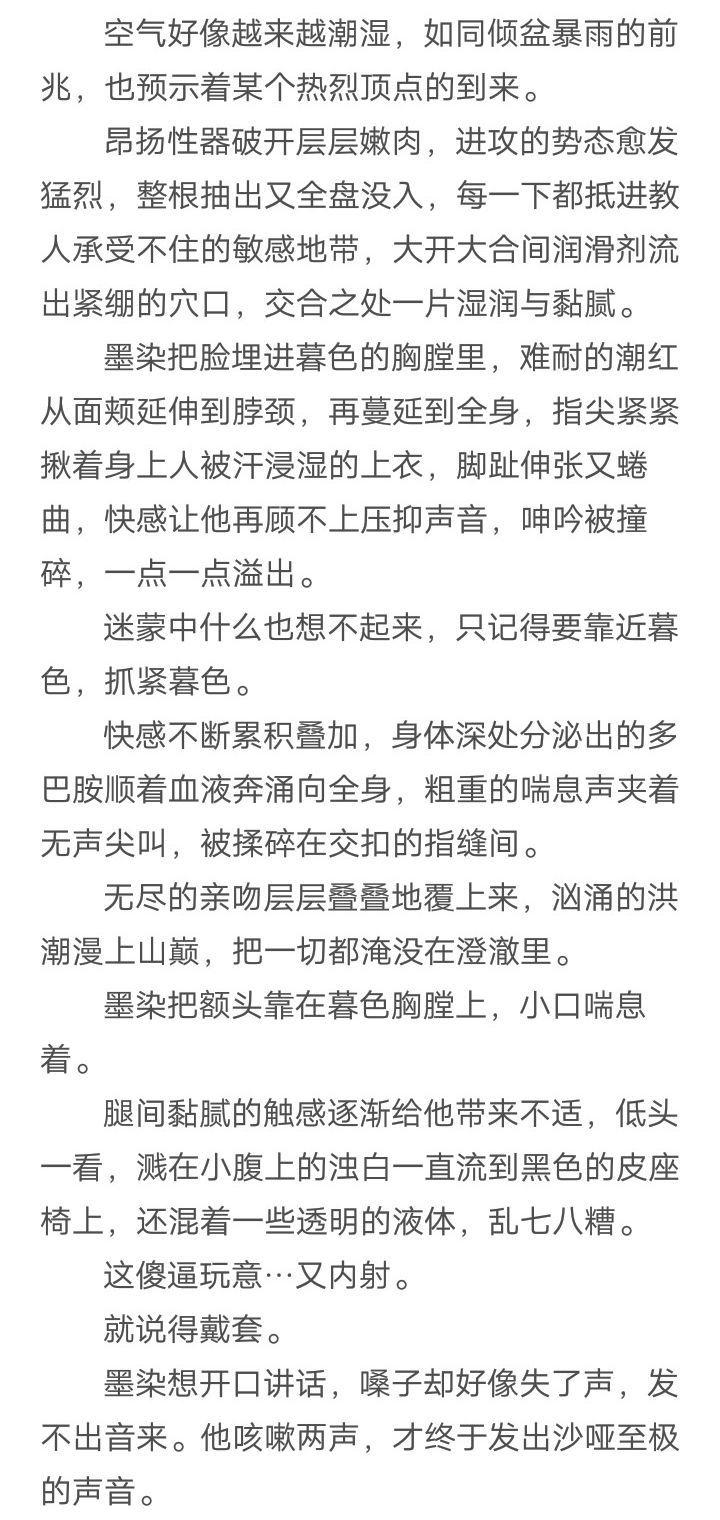 空气好像越来越潮湿，如同倾盆暴雨的前
兆，也预示着某个热烈顶点的到来。
昂扬性器破开层层嫩肉，进攻的势态愈发
猛烈，整根抽出又全盘没入，每一下都抵进教
人承受不住的敏感地带，大开大合间润滑剂流
出紧绷的穴口，交合之处一片湿润与黏腻。
墨染把脸埋进暮色的胸膛里，难耐的潮红
从面颊延伸到脖颈，再蔓延到全身，指尖紧紧
揪着身上人被汗浸湿的上衣，脚趾伸张又蜷
曲，快感让他再顾不上压抑声音，呻吟被撞
碎，一点一点溢出。
迷蒙中什么也想不起来，只记得要靠近暮
色，抓紧暮色。
快感不断累积叠加，身体深处分泌出的多
巴胺顺着血液奔涌向全身，粗重的喘息声夹着
无声尖叫，被揉碎在交扣的指缝间。
无尽的亲吻层层叠叠地覆上来，汹涌的洪
潮漫上山巅，把一切都淹没在澄澈里。
墨染把额头靠在暮色胸膛上，小口喘息
着。
腿间黏腻的触感逐渐给他带来不适，低头
一看，溅在小腹上的浊白一直流到黑色的皮座
椅上，还混着一些透明的液体，乱七八糟。
这傻逼玩意…又内射。
就说得戴套。
墨染想开口讲话，嗓子却好像失了声，发
不出音来。他咳嗽两声，才终于发出沙哑至极
的声音。